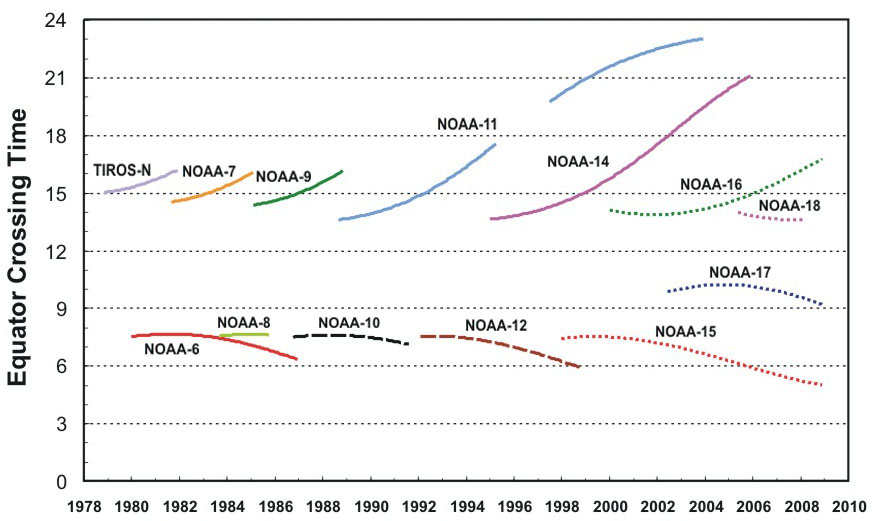 Equator Crossing Time
24
21
18
15
12
9
6
3
0
NOAA-11
TIROS-N NOAA-7 NOAA-9
NOAA-14
NOAA-16
NOAA-18
NOAA-17
NOAA-8 NOAA-10 NOAA-12
NOAA-15
NOAA-6
1978 1980 1982 1984 1986 1988 1990 1992 1994 1996 1998 2000 2002 2004 2006 2008 2010